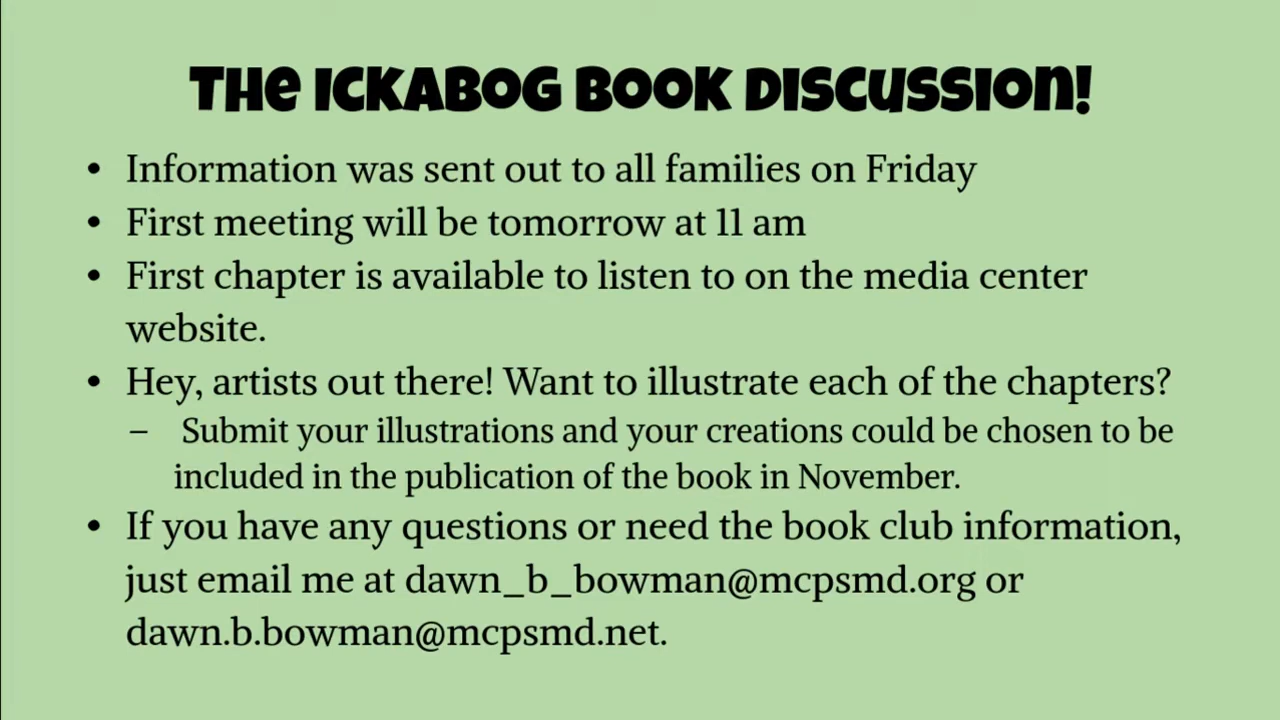 THE ICKABOG BOOK DISCUSSION!
• Information was sent out to all families on Friday
• First meeting will be tomorrow at 11 am
• First chapter is available to listen to on the media center
website.
• Hey, artists out there! Want to illustrate each of the chapters?
– Submit your illustrations and your creations could be chosen to be
included in the publication of the book in November.
• If you have any questions or need the book club information,
just email me at dawn_b_bowman@mcpsmd.org or
dawn.b.bowman@mcpsmd.net.